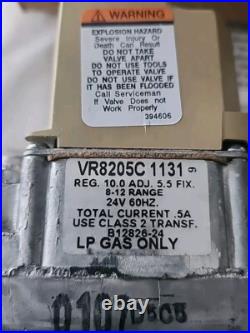 WARNING
EXPLOSION HAZARD
Severe Injury or
Death Can Result
DO NOT TAKE
VALVE APART
DO NOT USE TOOLS
TO OPERATE VALVE
DO NOT USE IF IT
HAS BEEN FLOODED
Call Serviceman
If Valve Does not
Work Properly
394606
VR8205C 1131 9
REG. 10.0 ADJ. 5.5 FIX.
8-12 RANGE
24V 60HZ.
TOTAL CURRENT .5A
USE CLASS 2 TRANSF.
B12826-24
LP GAS ONLY